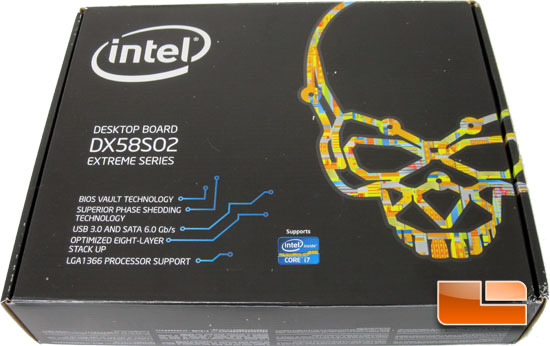 intel
DESKTOP BOARD
DX58SO2
EXTREME SERIES
BIOS VAULT TECHNOLOGY
SUPERIOR PHASE SHEDDING
TECHNOLOGY
USB 3.0 AND SATA 6.0 Gb/s
OPTIMIZED EIGHT-LAYER
STACK UP
LGA1366 PROCESSOR SUPPORT
Supports
intel inside
CORE i7